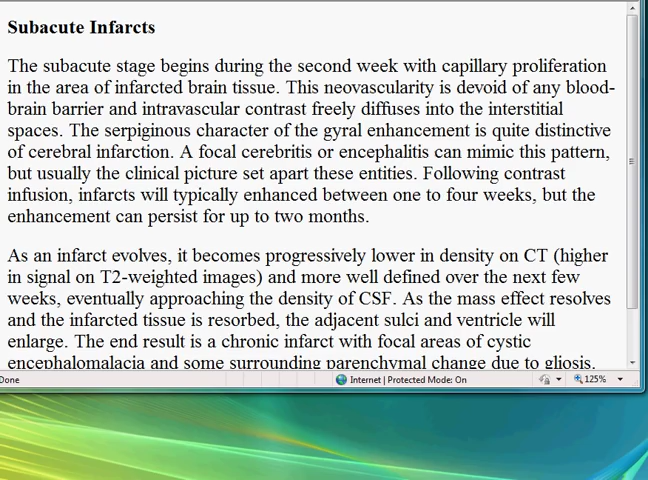 Subacute Infarcts
The subacute stage begins during the second week with capillary proliferation
in the area of infarcted brain tissue. This neovascularity is devoid of any blood-
brain barrier and intravascular contrast freely diffuses into the interstitial
spaces. The serpiginous character of the gyral enhancement is quite distinctive
of cerebral infarction. A focal cerebritis or encephalitis can mimic this pattern,
but usually the clinical picture set apart these entities. Following contrast
infusion, infarcts will typically enhanced between one to four weeks, but the
enhancement can persist for up to two months.
As an infarct evolves, it becomes progressively lower in density on CT (higher
in signal on T2-weighted images) and more well defined over the next few
weeks, eventually approaching the density of CSF. As the mass effect resolves
and the infarcted tissue is resorbed, the adjacent sulci and ventricle will
enlarge. The end result is a chronic infarct with focal areas of cystic
encephalomalacia and some surrounding parenchymal change due to gliosis.
Done Internet | Protected Mode: On 125%